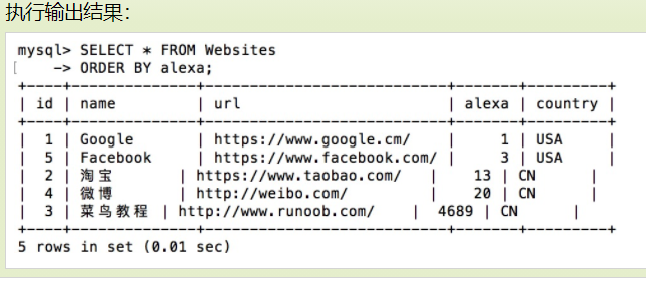 执行输出结果：
mysql> SELECT * FROM Websites
[    -> ORDER BY alexa;
+----+--------------+---------------------------+-------+---------+
| id | name         | url                       | alexa | country |
+----+--------------+---------------------------+-------+---------+
|  1 | Google       | https://www.google.cm/    |     1 | USA     |
|  5 | Facebook     | https://www.facebook.com/ |     3 | USA     |
|  2 | 淘宝       | https://www.taobao.com/   |    13 | CN      |
|  4 | 微博       | http://weibo.com/         |    20 | CN      |
|  3 | 菜鸟教程 | http://www.runoob.com/    |  4689 | CN      |
+----+--------------+---------------------------+-------+---------+
5 rows in set (0.01 sec)